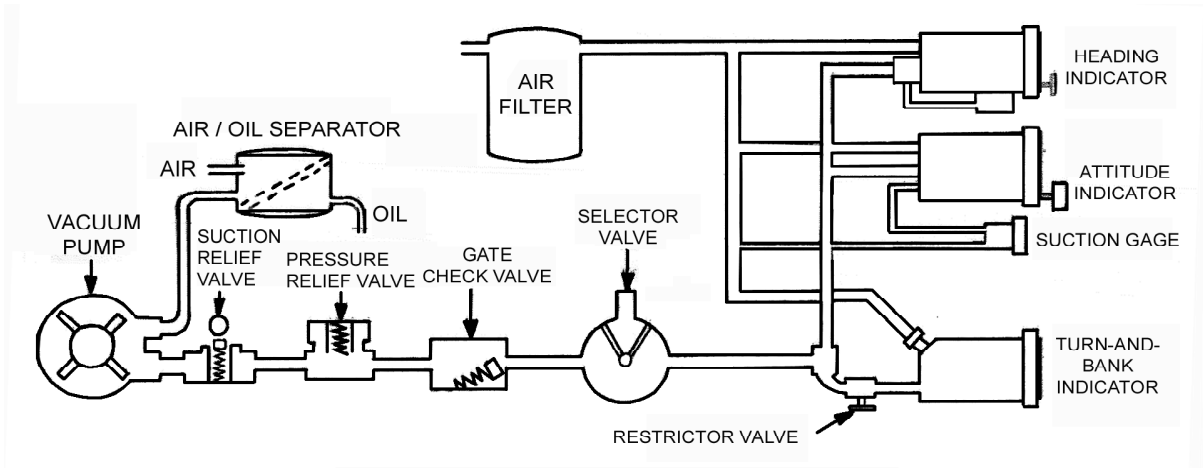 AIR
FILTER
HEADING
INDICATOR
AIR / OIL SEPARATOR
AIR
OIL
ATTITUDE
INDICATOR
VACUUM
PUMP
SUCTION
RELIEF
VALVE
PRESSURE
RELIEF VALVE
GATE
CHECK VALVE
SELECTOR
VALVE
SUCTION GAGE
TURN-AND-
BANK
INDICATOR
RESTRICTOR VALVE